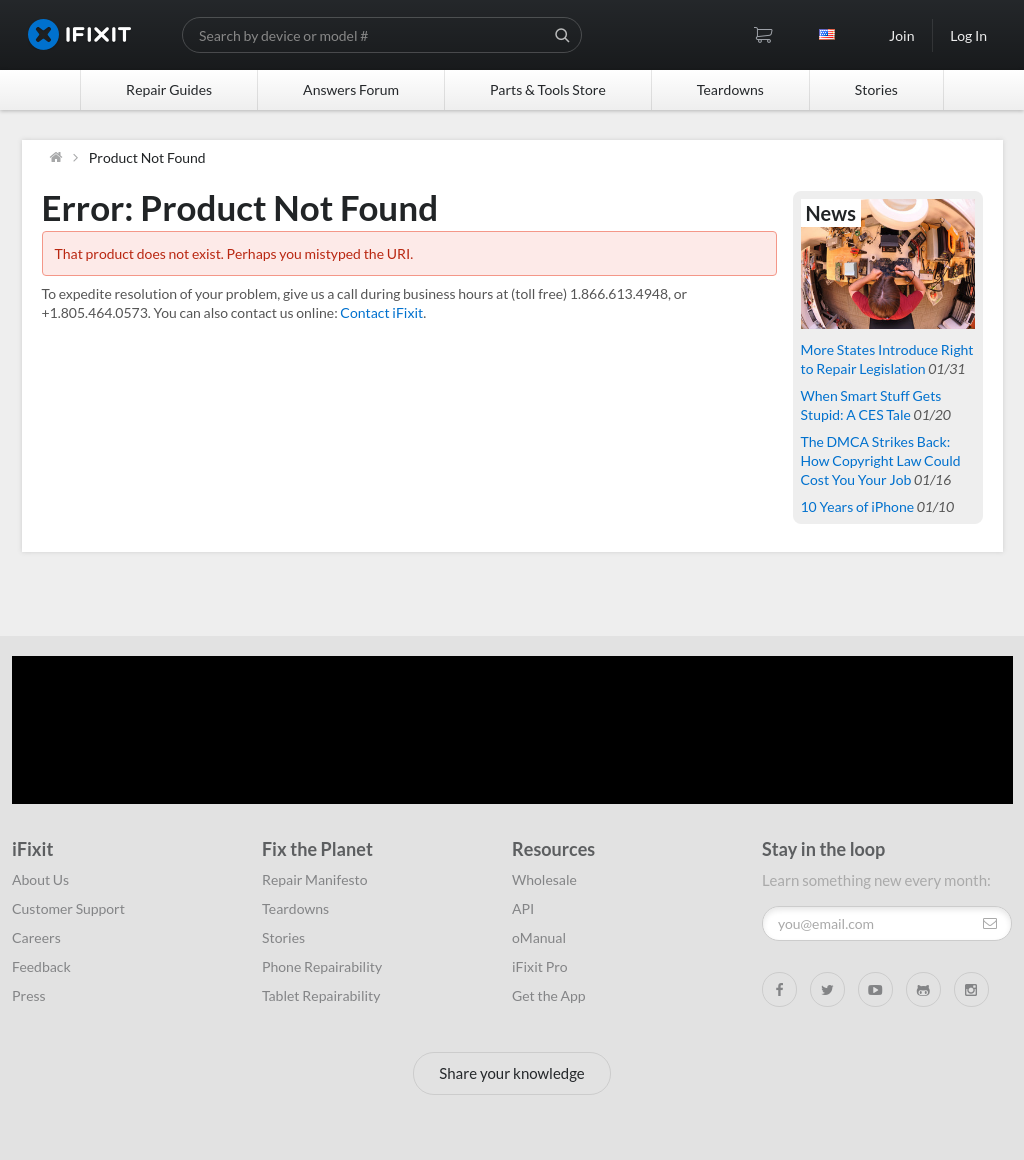 IFIXIT
Search by device or model #
Join
Log In
Repair Guides
Answers Forum
Parts & Tools Store
Teardowns
Stories
Product Not Found
Error: Product Not Found
That product does not exist. Perhaps you mistyped the URI.
To expedite resolution of your problem, give us a call during business hours at (toll free) 1.866.613.4948, or
+1.805.464.0573. You can also contact us online: Contact iFixit.
News
More States Introduce Right
to Repair Legislation 01/31
When Smart Stuff Gets
Stupid: A CES Tale 01/20
The DMCA Strikes Back:
How Copyright Law Could
Cost You Your Job 01/16
10 Years of iPhone 01/10
iFixit
About Us
Customer Support
Careers
Feedback
Press
Fix the Planet
Repair Manifesto
Teardowns
Stories
Phone Repairability
Tablet Repairability
Resources
Wholesale
API
oManual
iFixit Pro
Get the App
Stay in the loop
Learn something new every month:
you@email.com
Share your knowledge